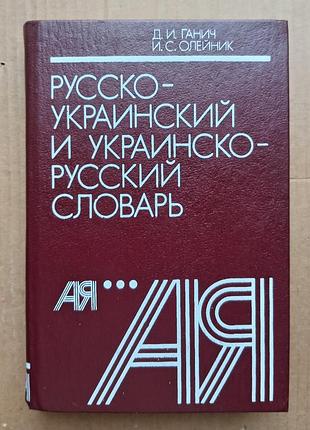 Д. И. ГАНИЧ
И. С. ОЛЕЙНИК
РУССКО-
УКРАИНСКИЙ
И УКРАИНСКО-
РУССКИЙ
СЛОВАРЬ
АЯ...АЯ